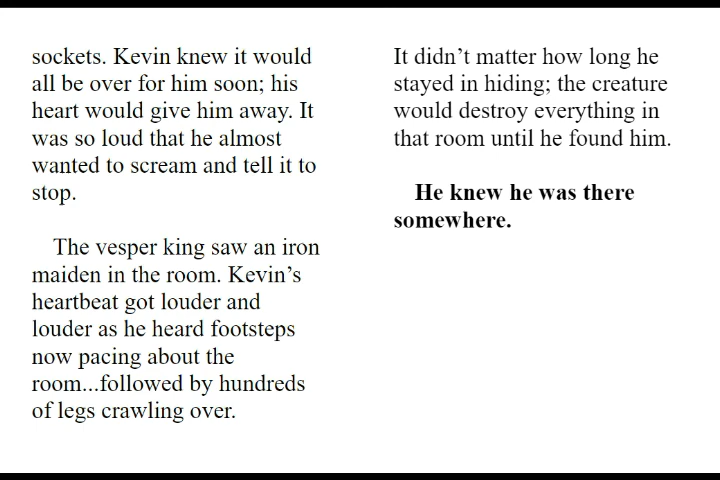 sockets. Kevin knew it would
all be over for him soon; his
heart would give him away. It
was so loud that he almost
wanted to scream and tell it to
stop.
The vesper king saw an iron
maiden in the room. Kevin’s
heartbeat got louder and
louder as he heard footsteps
now pacing about the
room...followed by hundreds
of legs crawling over.
It didn’t matter how long he
stayed in hiding; the creature
would destroy everything in
that room until he found him.
He knew he was there
somewhere.